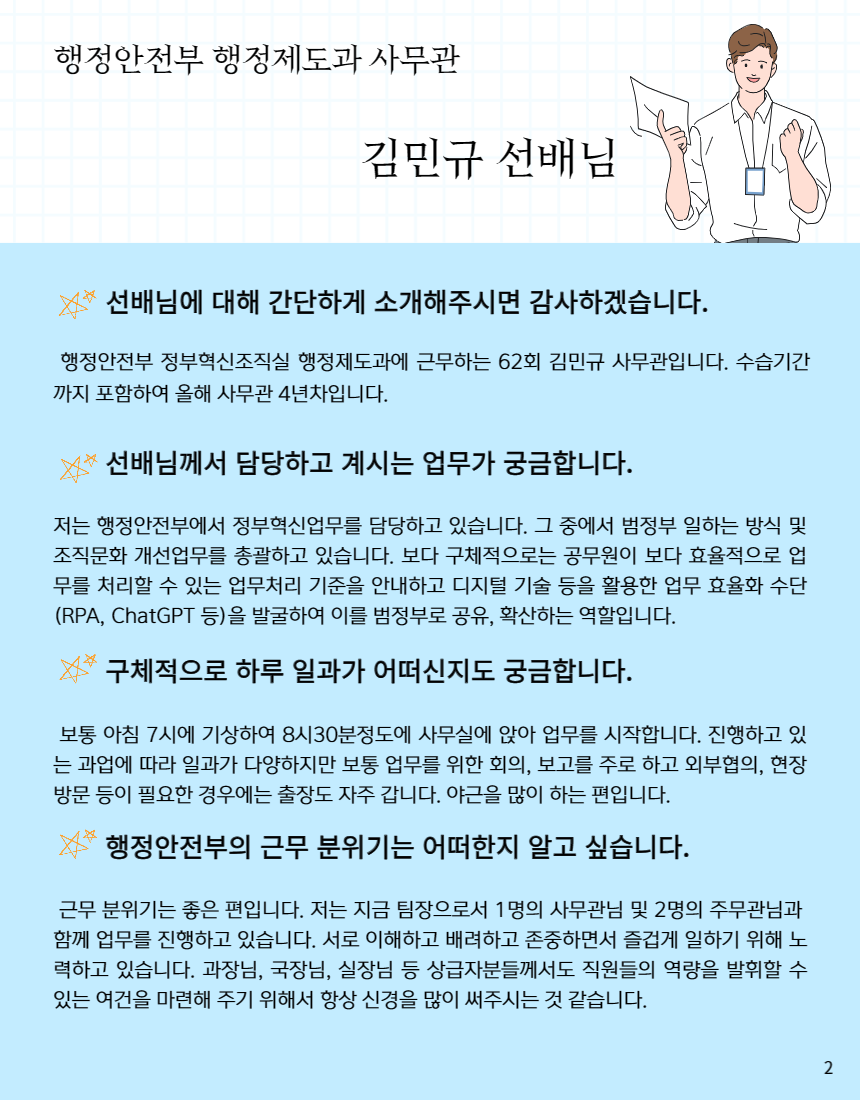 행정안전부 행정제도과 사무관
김민규 선배님
선배님에 대해 간단하게 소개해주시면 감사하겠습니다.
행정안전부 정부혁신조직실 행정제도과에 근무하는 62회 김민규 사무관입니다. 수습기간
까지 포함하여 올해 사무관 4년차입니다.
선배님께서 담당하고 계시는 업무가 궁금합니다.
저는 행정안전부에서 정부혁신업무를 담당하고 있습니다. 그 중에서 범정부 일하는 방식 및
조직문화 개선업무를 총괄하고 있습니다. 보다 구체적으로는 공무원이 보다 효율적으로 업
무를 처리할 수 있는 업무처리 기준을 안내하고 디지털 기술 등을 활용한 업무 효율화 수단
(RPA, ChatGPT 등)을 발굴하여 이를 범정부로 공유, 확산하는 역할입니다.
구체적으로 하루 일과가 어떠신지도 궁금합니다.
보통 아침 7시에 기상하여 8시30분정도에 사무실에 앉아 업무를 시작합니다. 진행하고 있
는 과업에 따라 일과가 다양하지만 보통 업무를 위한 회의, 보고를 주로 하고 외부협의, 현장
방문 등이 필요한 경우에는 출장도 자주 갑니다. 야근을 많이 하는 편입니다.
행정안전부의 근무 분위기는 어떠한지 알고 싶습니다.
근무 분위기는 좋은 편입니다. 저는 지금 팀장으로서 1명의 사무관님 및 2명의 주무관님과
함께 업무를 진행하고 있습니다. 서로 이해하고 배려하고 존중하면서 즐겁게 일하기 위해 노
력하고 있습니다. 과장님, 국장님, 실장님 등 상급자분들께서도 직원들의 역량을 발휘할 수
있는 여건을 마련해 주기 위해서 항상 신경을 많이 써주시는 것 같습니다.
2